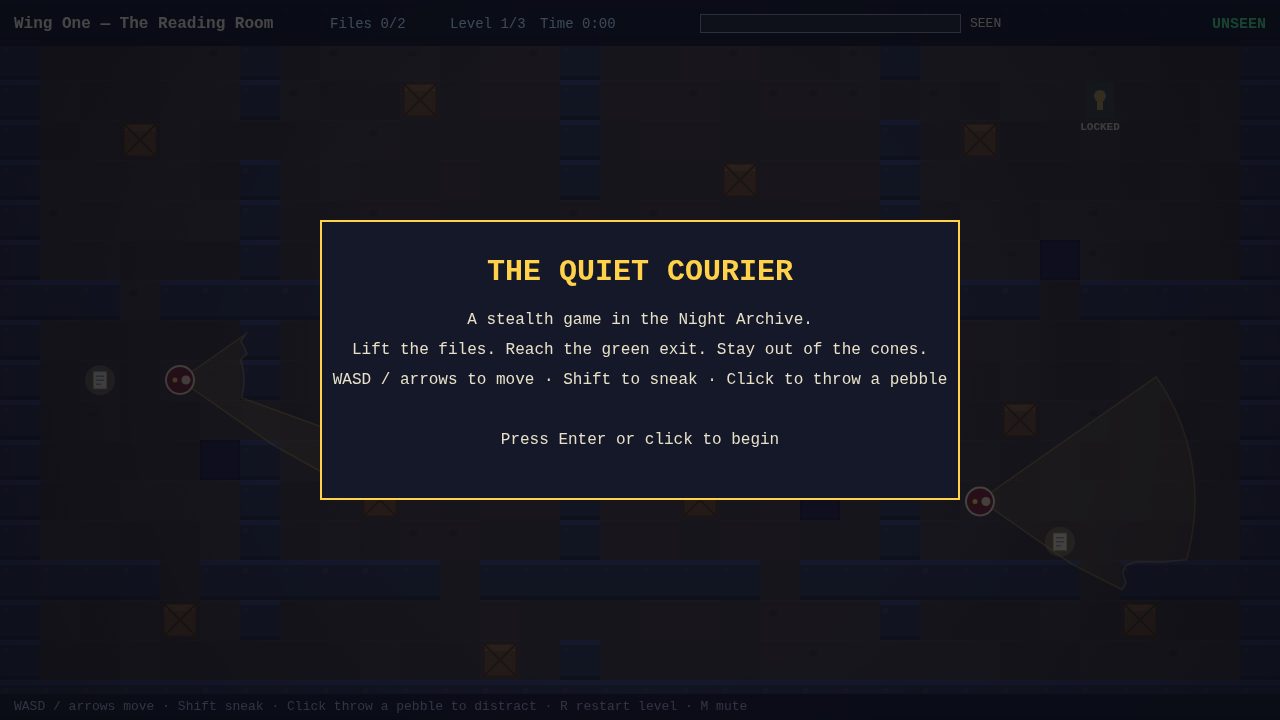 Wing One — The Reading Room Files 0/2 Level 1/3 Time 0:00 SEEN UNSEEN
LOCKED
THE QUIET COURIER
A stealth game in the Night Archive.
Lift the files. Reach the green exit. Stay out of the cones.
WASD / arrows to move · Shift to sneak · Click to throw a pebble
Press Enter or click to begin
WASD / arrows move · Shift sneak · Click throw a pebble to distract · R restart level · M mute